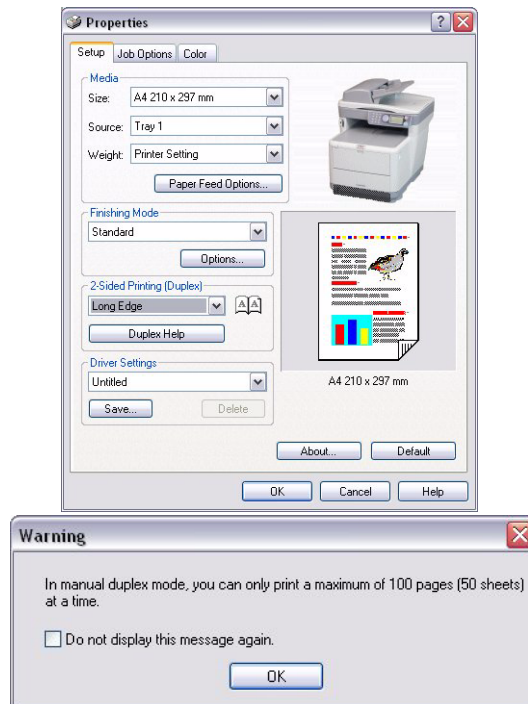 Properties
Setup Job Options Color
Media
Size: A4 210 x 297 mm
Source: Tray 1
Weight: Printer Setting
Paper Feed Options...
Finishing Mode
Standard
Options...
2-Sided Printing (Duplex)
Long Edge
Duplex Help
Driver Settings
Untitled
Save... Delete
A4 210 x 297 mm
About... Default
OK Cancel Help
Warning
In manual duplex mode, you can only print a maximum of 100 pages (50 sheets)
at a time.
Do not display this message again.
OK